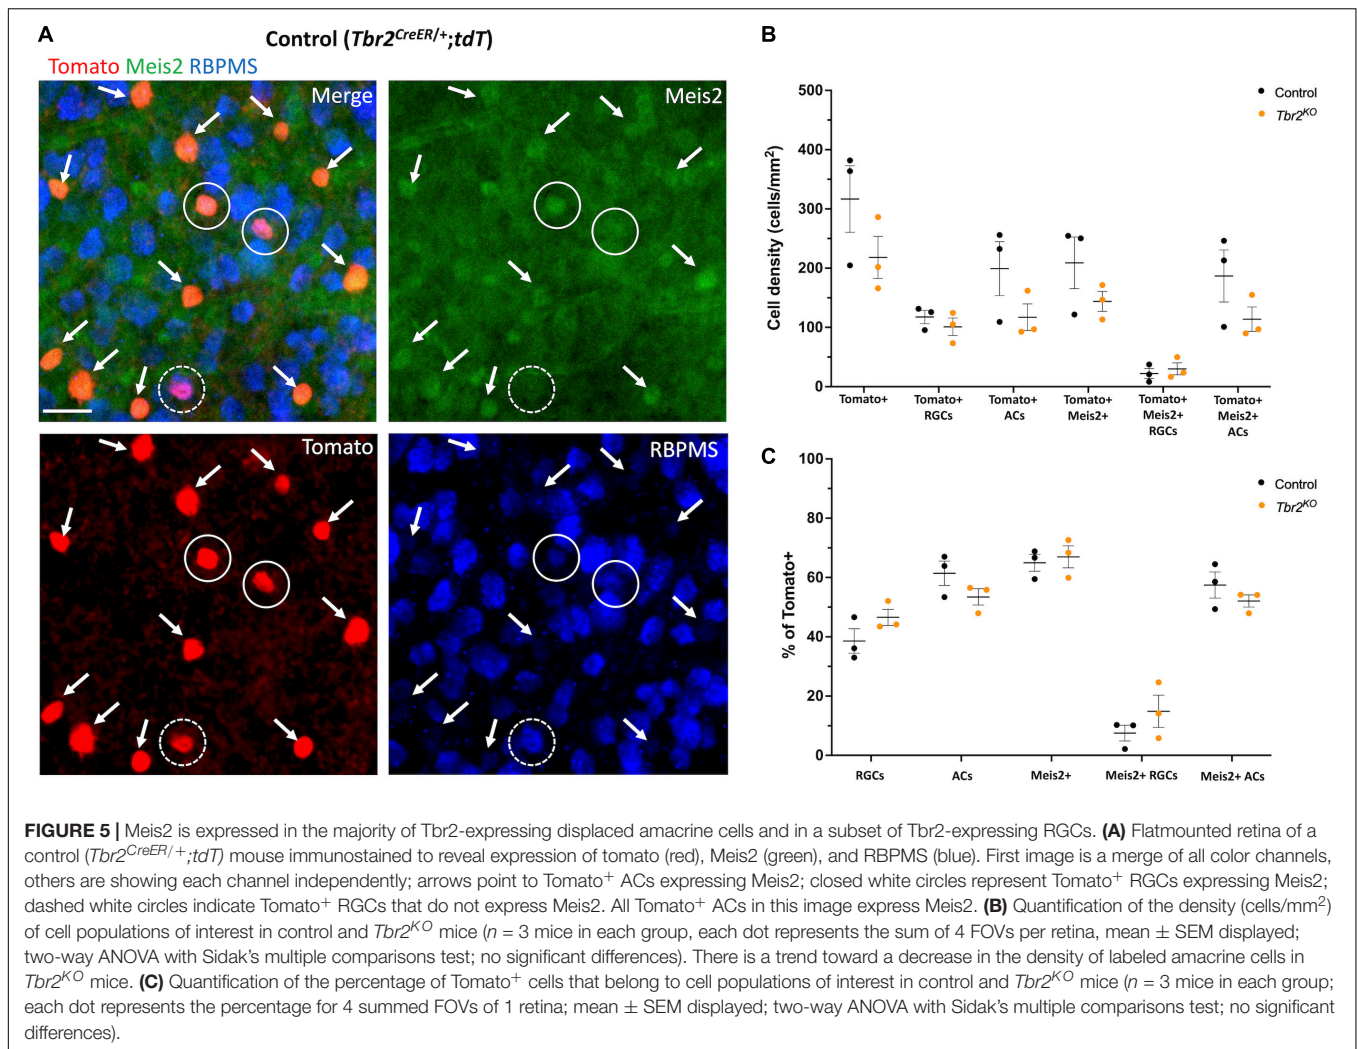 A
Control (Tbr2CreER/+;tdT)
Tomato Meis2 RBPMS
Merge
Meis2
Tomato
RBPMS
B
Control
Tbr2KO
Cell density (cells/mm2)
500
400
300
200
100
0
Tomato+
Tomato+ RGCs
Tomato+ ACs
Tomato+ Meis2+
Tomato+ Meis2+ RGCs
Tomato+ Meis2+ ACs
C
Control
Tbr2KO
% of Tomato+
100
80
60
40
20
0
RGCs
ACs
Meis2+
Meis2+ RGCs
Meis2+ ACs
FIGURE 5 | Meis2 is expressed in the majority of Tbr2-expressing displaced amacrine cells and in a subset of Tbr2-expressing RGCs. (A) Flatmounted retina of a
control (Tbr2CreER/+;tdT) mouse immunostained to reveal expression of tomato (red), Meis2 (green), and RBPMS (blue). First image is a merge of all color channels,
others are showing each channel independently; arrows point to Tomato+ ACs expressing Meis2; closed white circles represent Tomato+ RGCs expressing Meis2;
dashed white circles indicate Tomato+ RGCs that do not express Meis2. All Tomato+ ACs in this image express Meis2. (B) Quantification of the density (cells/mm2)
of cell populations of interest in control and Tbr2KO mice (n = 3 mice in each group, each dot represents the sum of 4 FOVs per retina, mean ± SEM displayed;
two-way ANOVA with Sidak's multiple comparisons test; no significant differences). There is a trend toward a decrease in the density of labeled amacrine cells in
Tbr2KO mice. (C) Quantification of the percentage of Tomato+ cells that belong to cell populations of interest in control and Tbr2KO mice (n = 3 mice in each group;
each dot represents the percentage for 4 summed FOVs of 1 retina; mean ± SEM displayed; two-way ANOVA with Sidak's multiple comparisons test; no significant
differences).